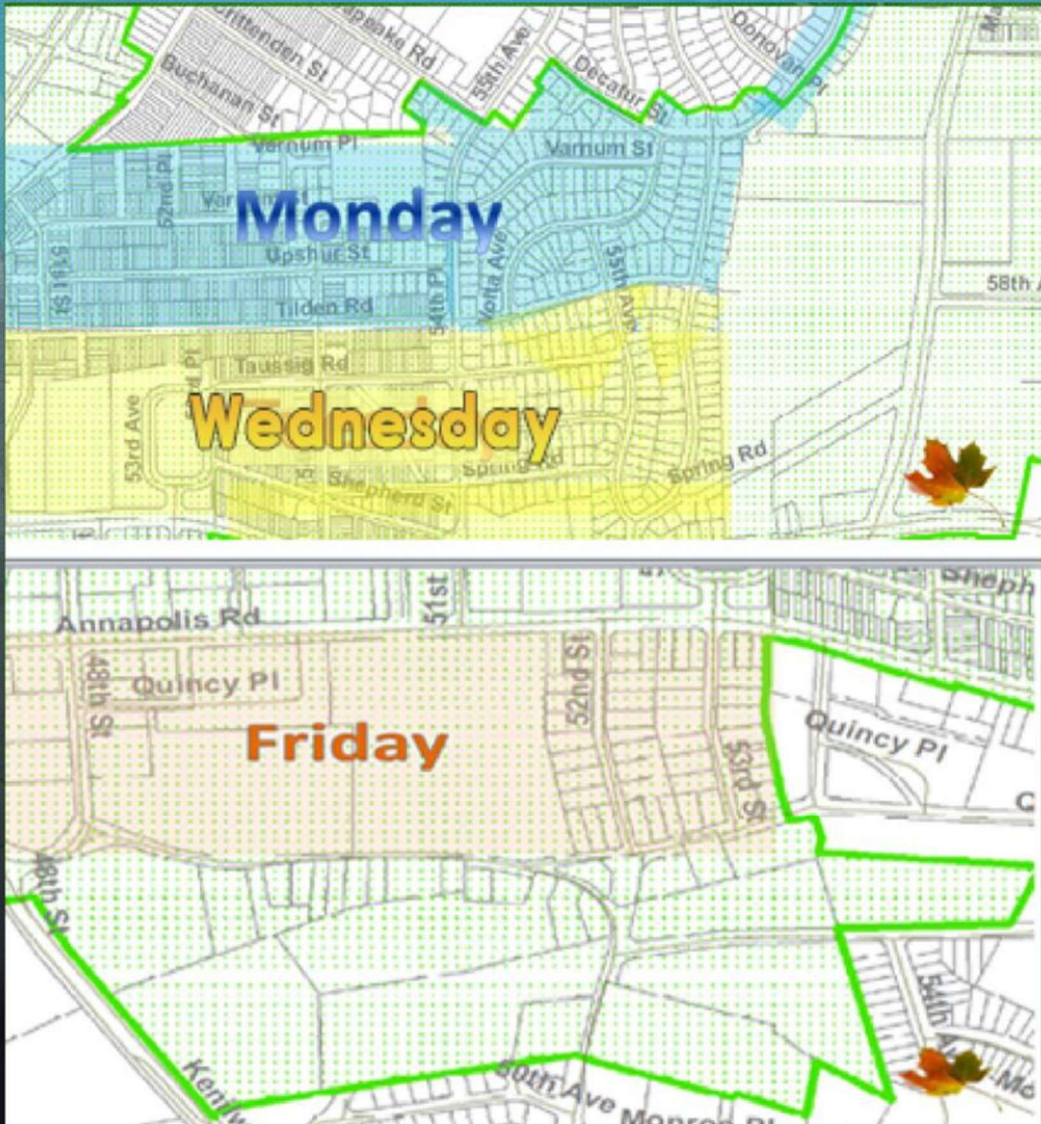 Crittenden St
Buchanan St
55th Ave
Decatur St
Donovan Pl
Varnum Pl
Varnum St
52nd Pl
Monday
Upshur St
51st St
54th Pl
55th Ave
Tilden Rd
58th
Taussig Rd
53rd Ave
Wednesday
Spring Rd
Spring Rd
Shepherd St
Annapolis Rd
51st
48th St
Quincy Pl
52nd St
Friday
53rd St
Quincy Pl
48th St
54th
50th Ave
Monroe Pl